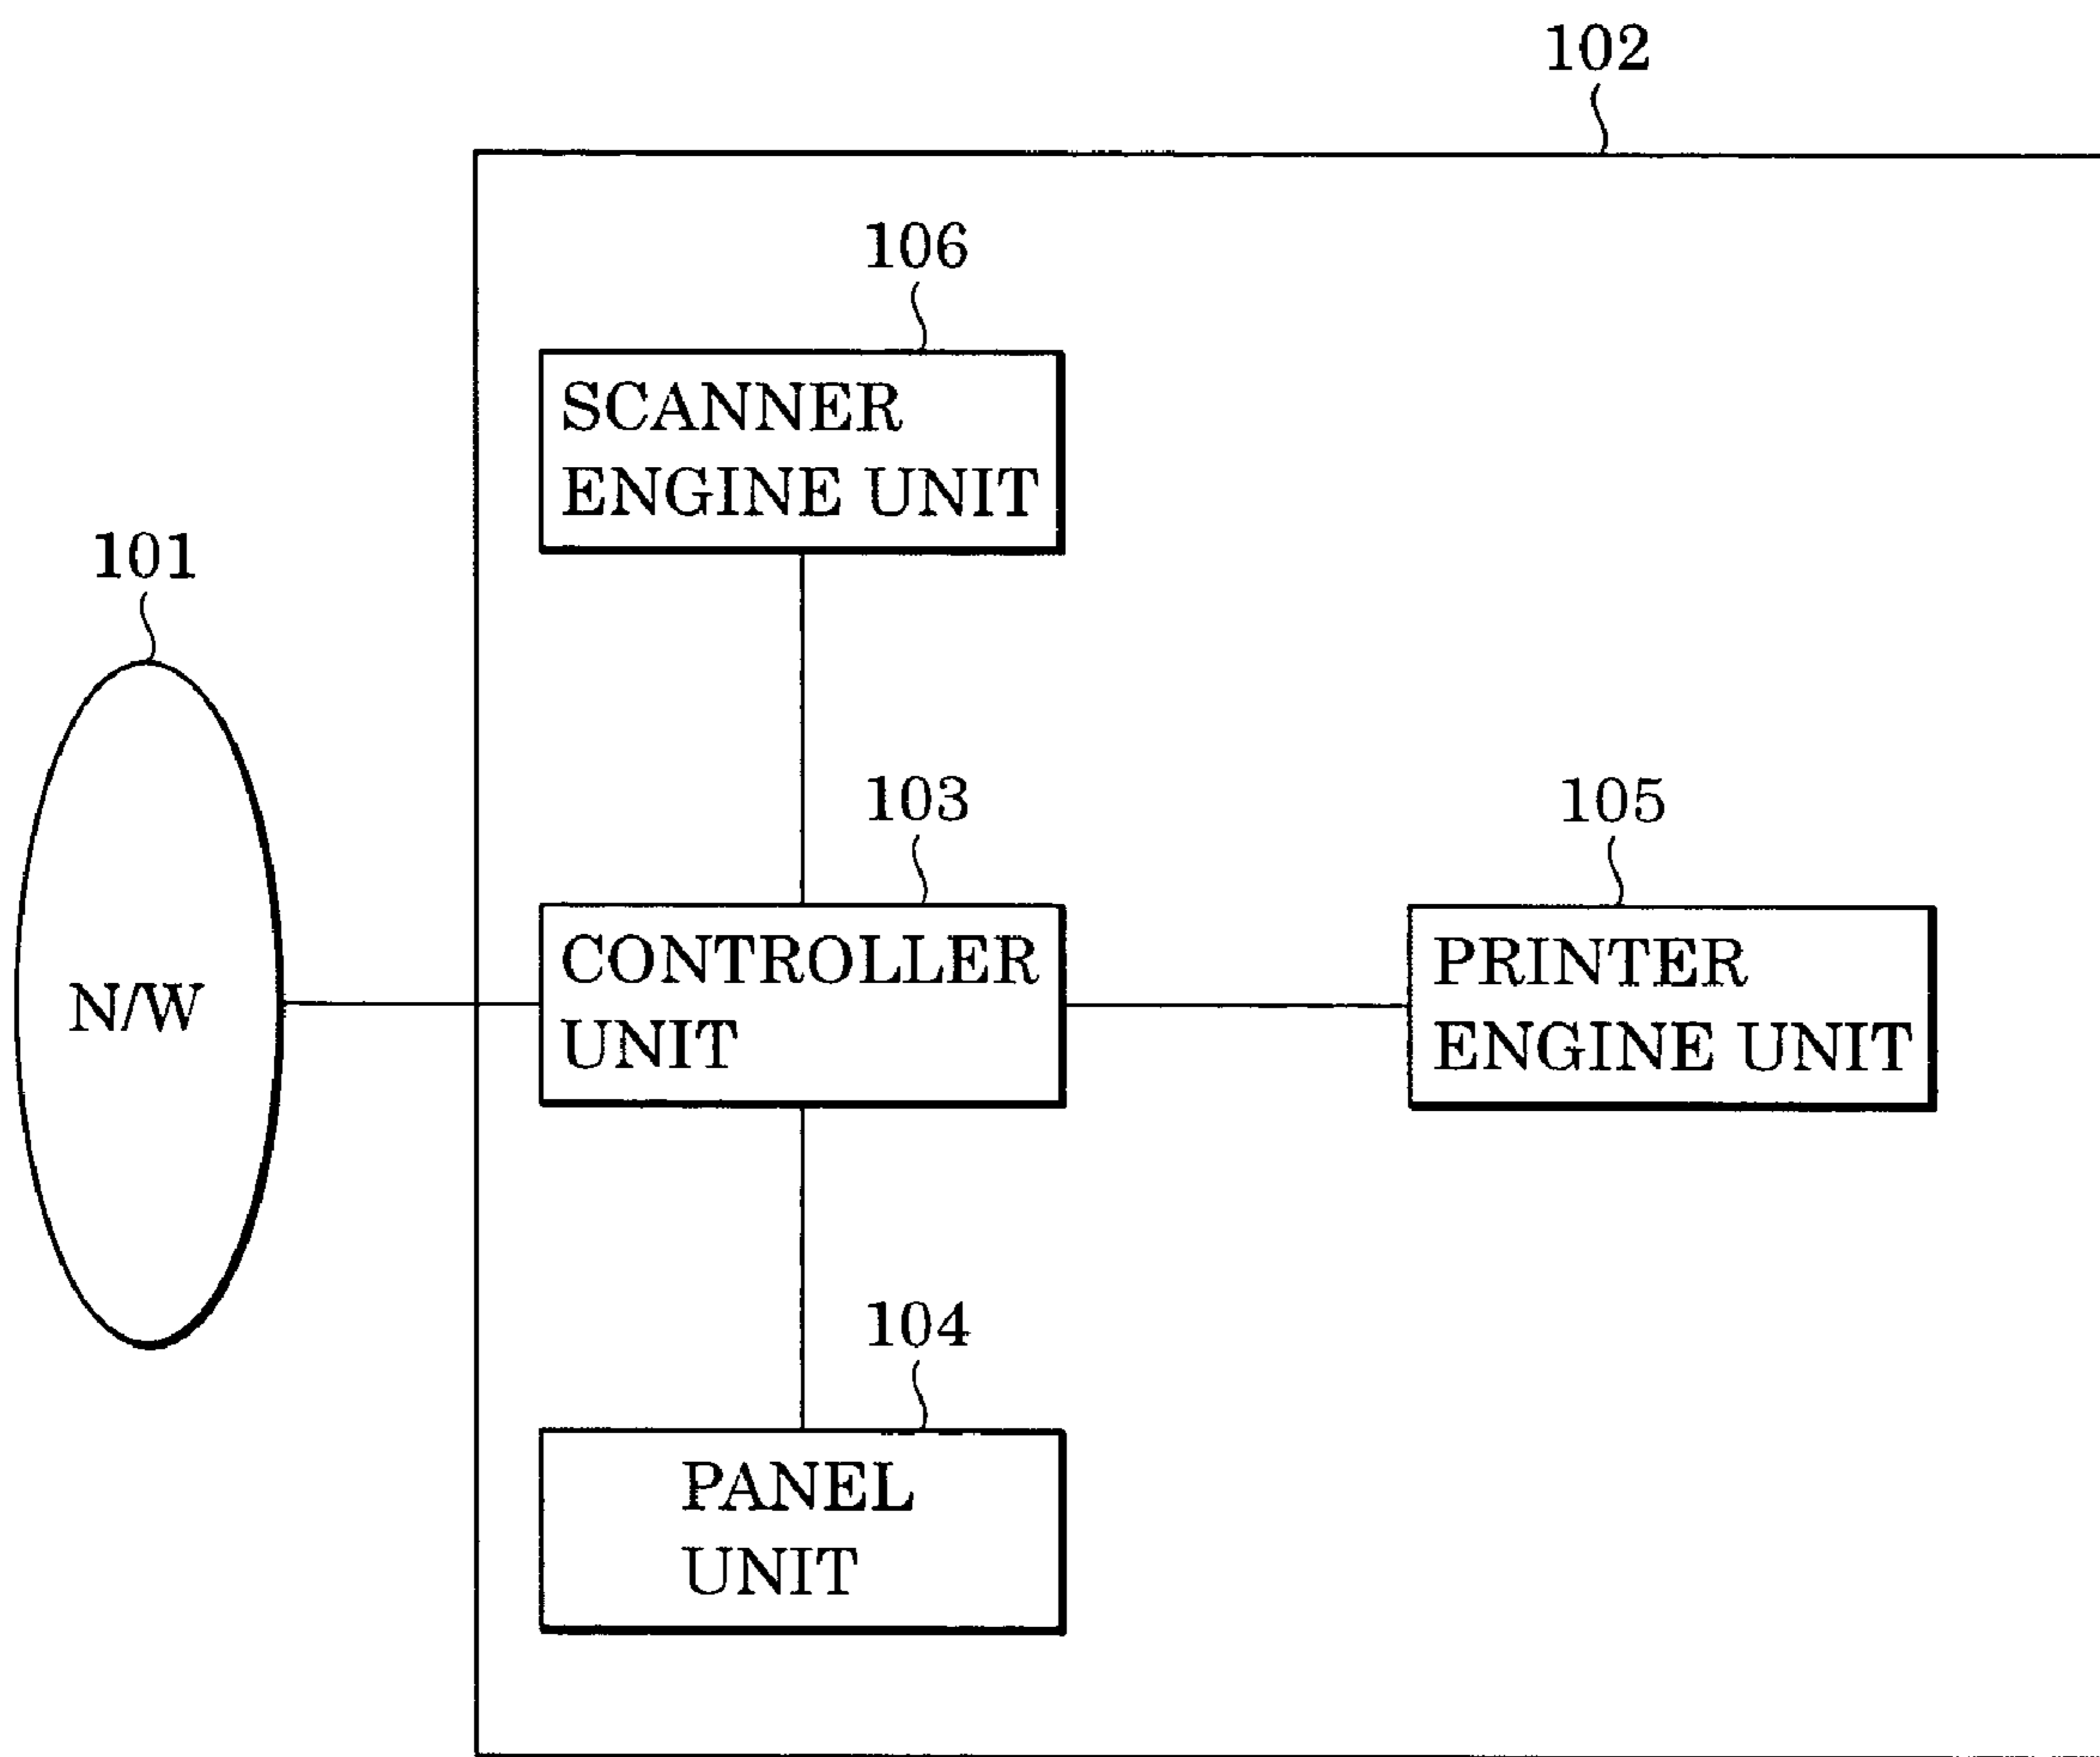 102
106
SCANNER
ENGINE UNIT
101
103
105
N/W
CONTROLLER
UNIT
PRINTER
ENGINE UNIT
104
PANEL
UNIT